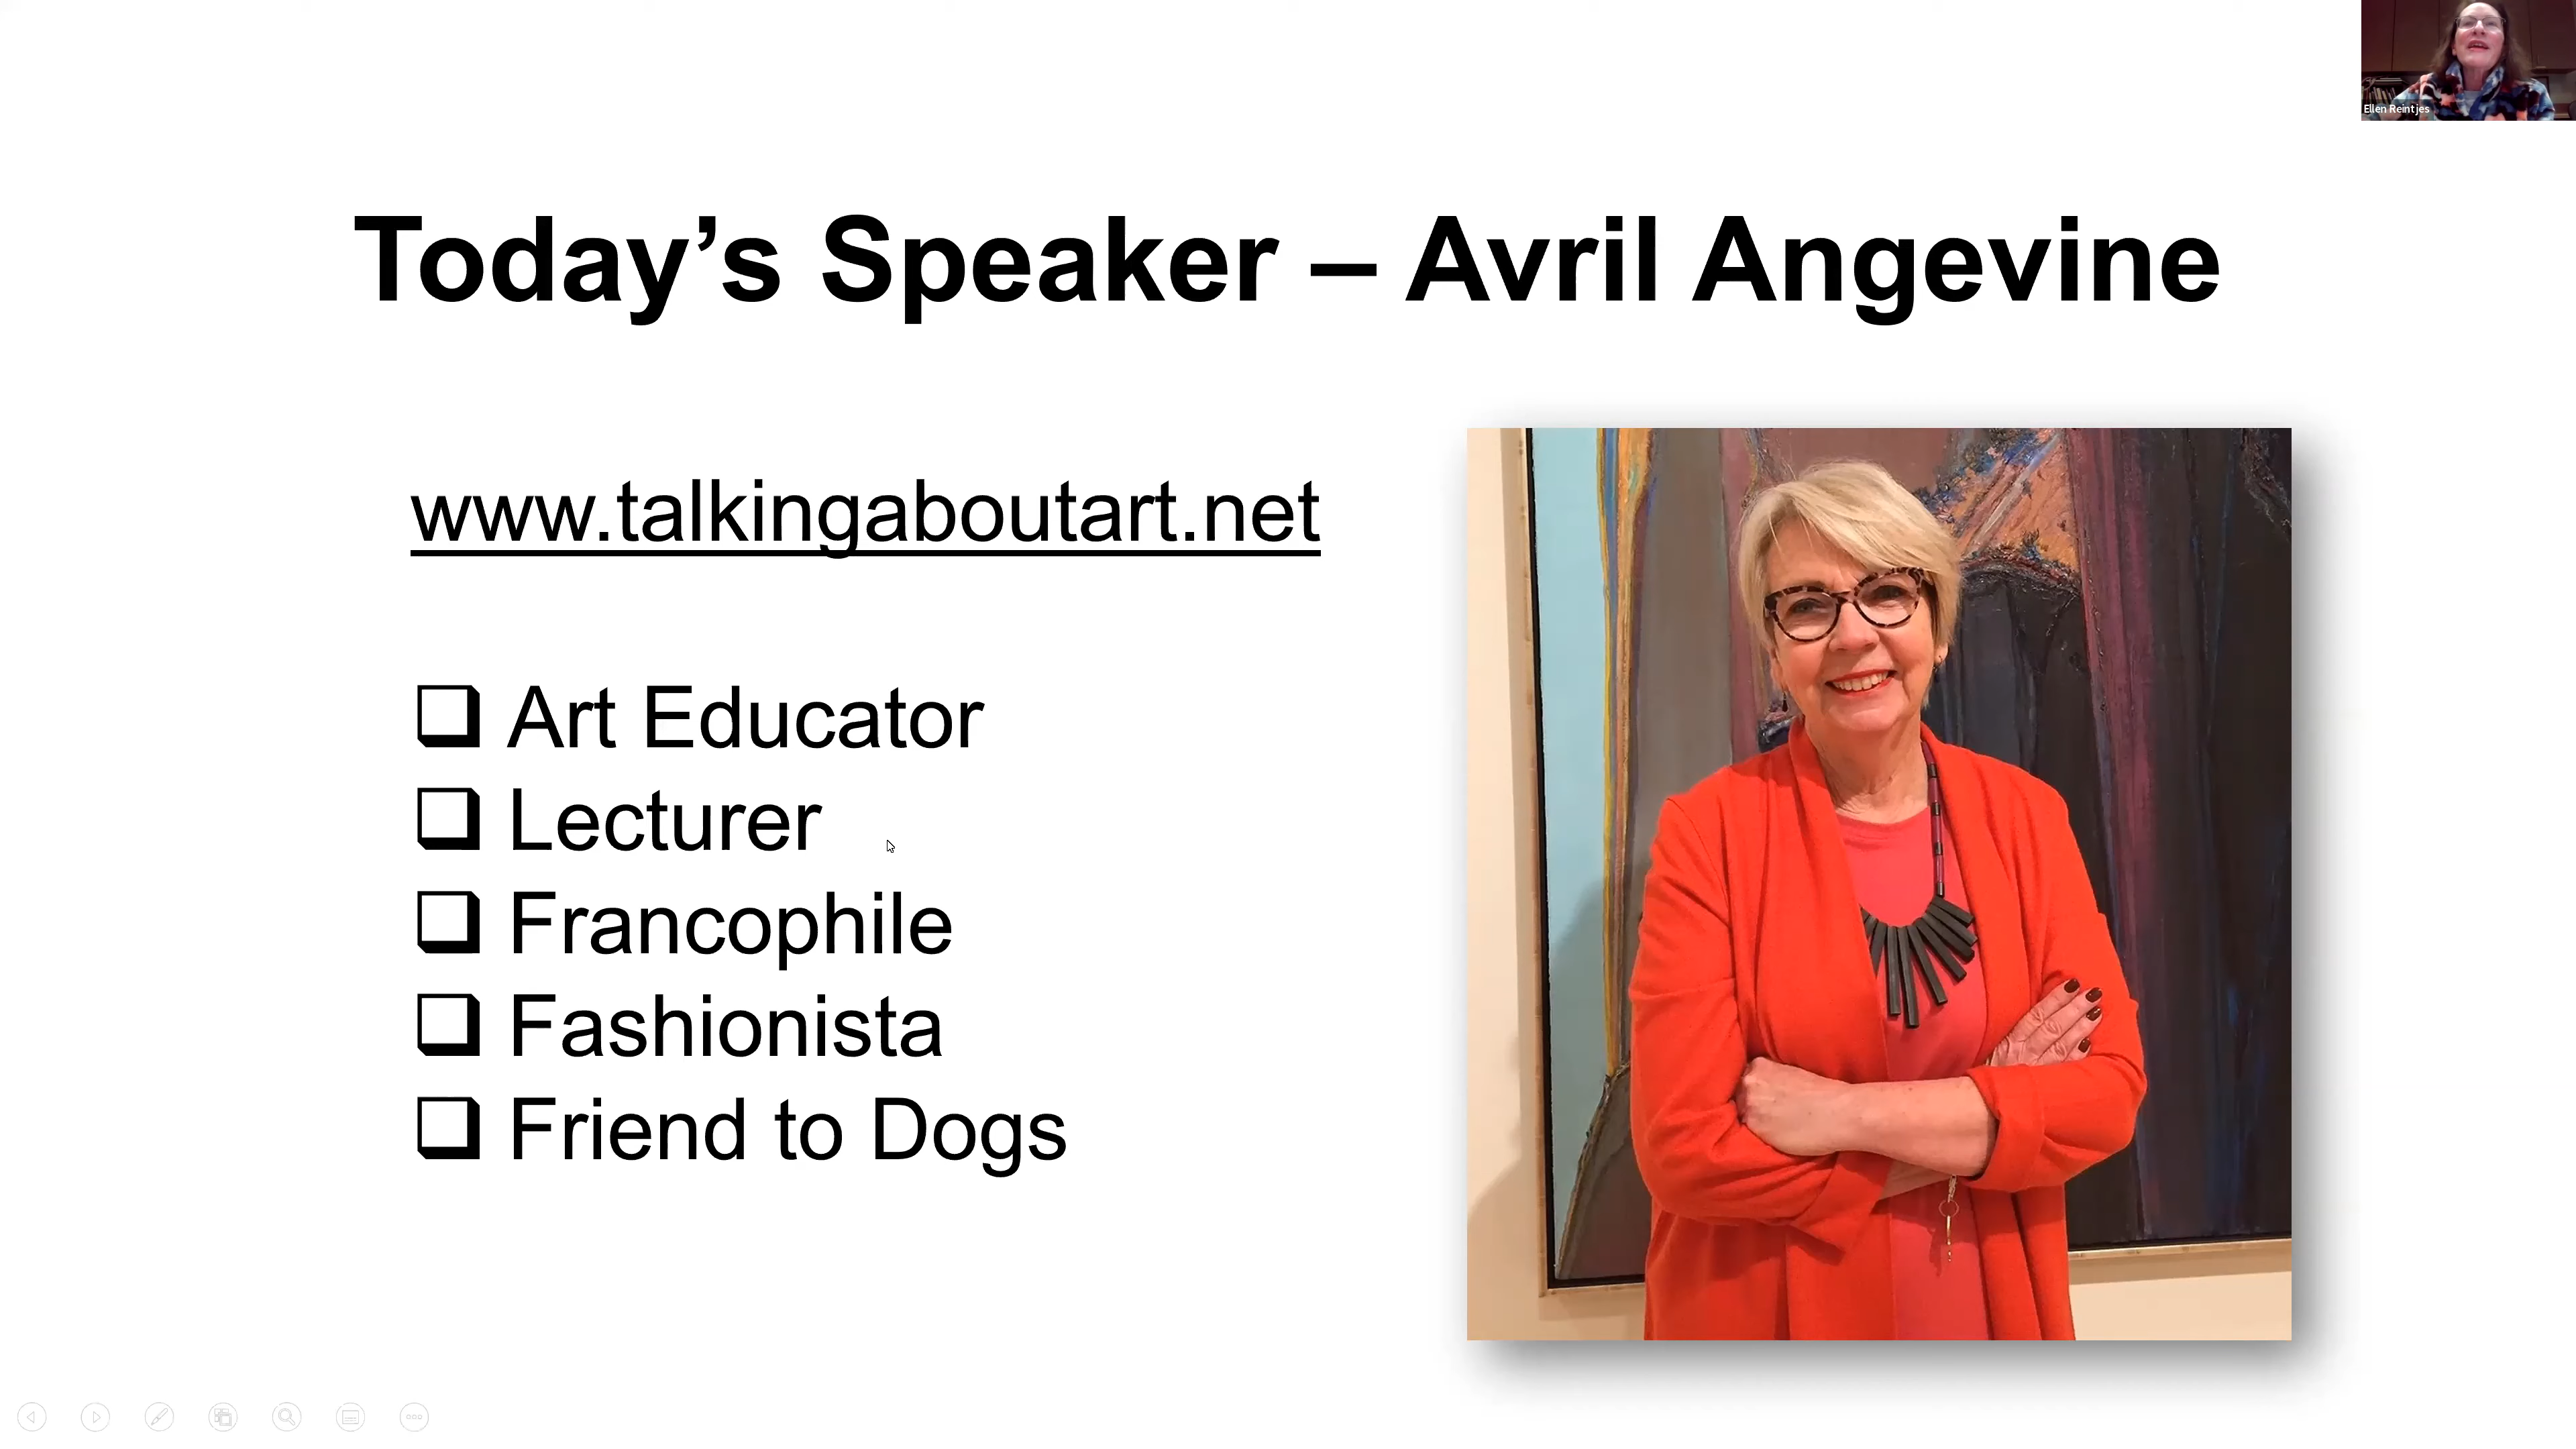 Ellen Reintjes
Today’s Speaker – Avril Angevine
www.talkingaboutart.net
Art Educator
Lecturer
Francophile
Fashionista
Friend to Dogs